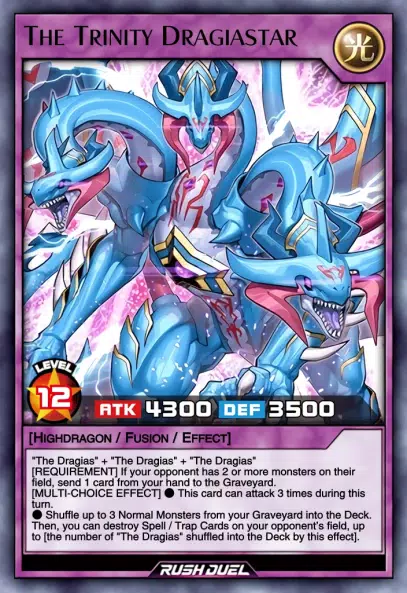 THE TRINITY DRAGIASTAR
光
LEVEL
12
ATK 4300 DEF 3500
[HIGHDRAGON / FUSION / EFFECT]
"The Dragias" + "The Dragias" + "The Dragias"
[REQUIREMENT] If your opponent has 2 or more monsters on their
field, send 1 card from your hand to the Graveyard.
[MULTI-CHOICE EFFECT] ● This card can attack 3 times during this
turn.
● Shuffle up to 3 Normal Monsters from your Graveyard into the Deck.
Then, you can destroy Spell / Trap Cards on your opponent's field, up
to [the number of "The Dragias" shuffled into the Deck by this effect].
RUSH DUEL